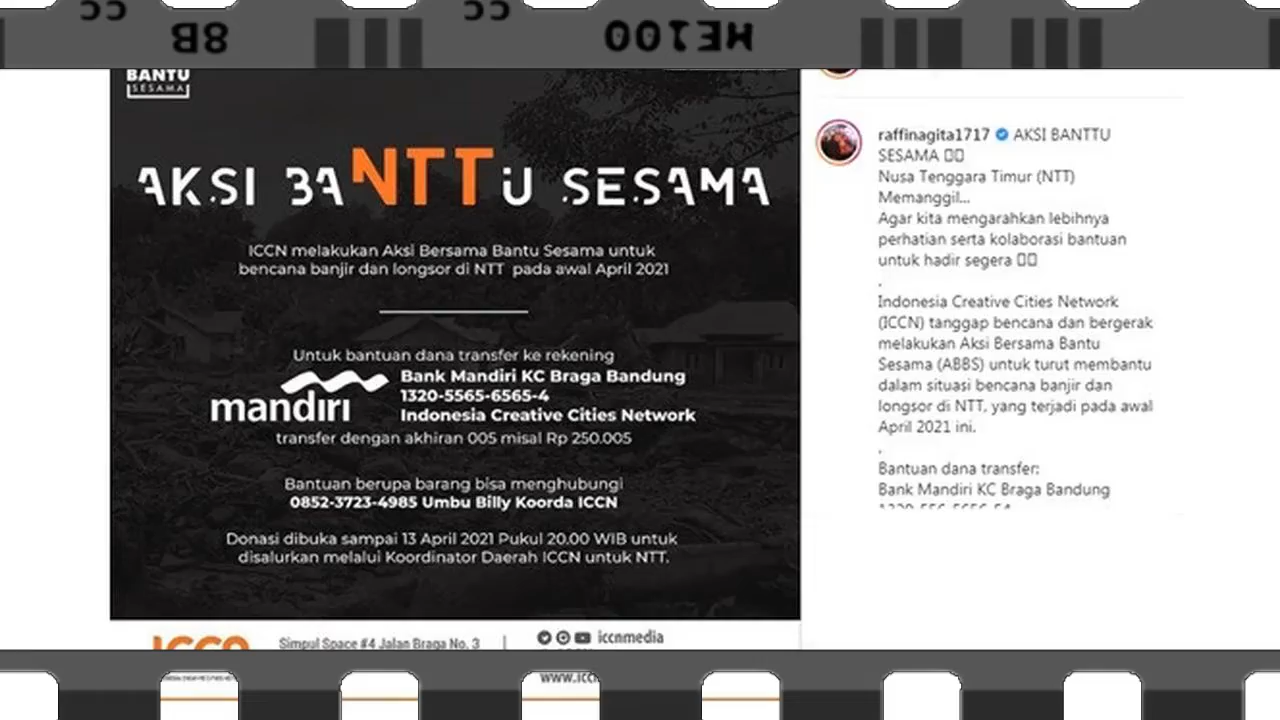 BANTU
SESAMA
AKSI BANTTU SESAMA
ICCN melakukan Aksi Bersama Bantu Sesama untuk
bencana banjir dan longsor di NTT pada awal April 2021
Untuk bantuan dana transfer ke rekening
mandiri
Bank Mandiri KC Braga Bandung
1320-5565-6565-4
Indonesia Creative Cities Network
transfer dengan akhiran 005 misal Rp 250.005
Bantuan berupa barang bisa menghubungi
0852-3723-4985 Umbu Billy Koorda ICCN
Donasi dibuka sampai 13 April 2021 Pukul 20.00 WIB untuk
disalurkan melalui Koordinator Daerah ICCN untuk NTT.
Simpul Space #4 Jalan Braga No. 3
iccnmedia
raffinagita1717 AKSI BANTTU
SESAMA
Nusa Tenggara Timur (NTT)
Memanggil...
Agar kita mengarahkan lebihnya
perhatian serta kolaborasi bantuan
untuk hadir segera
.
Indonesia Creative Cities Network
(ICCN) tanggap bencana dan bergerak
melakukan Aksi Bersama Bantu
Sesama (ABBS) untuk turut membantu
dalam situasi bencana banjir dan
longsor di NTT, yang terjadi pada awal
April 2021 ini.
.
Bantuan dana transfer:
Bank Mandiri KC Braga Bandung